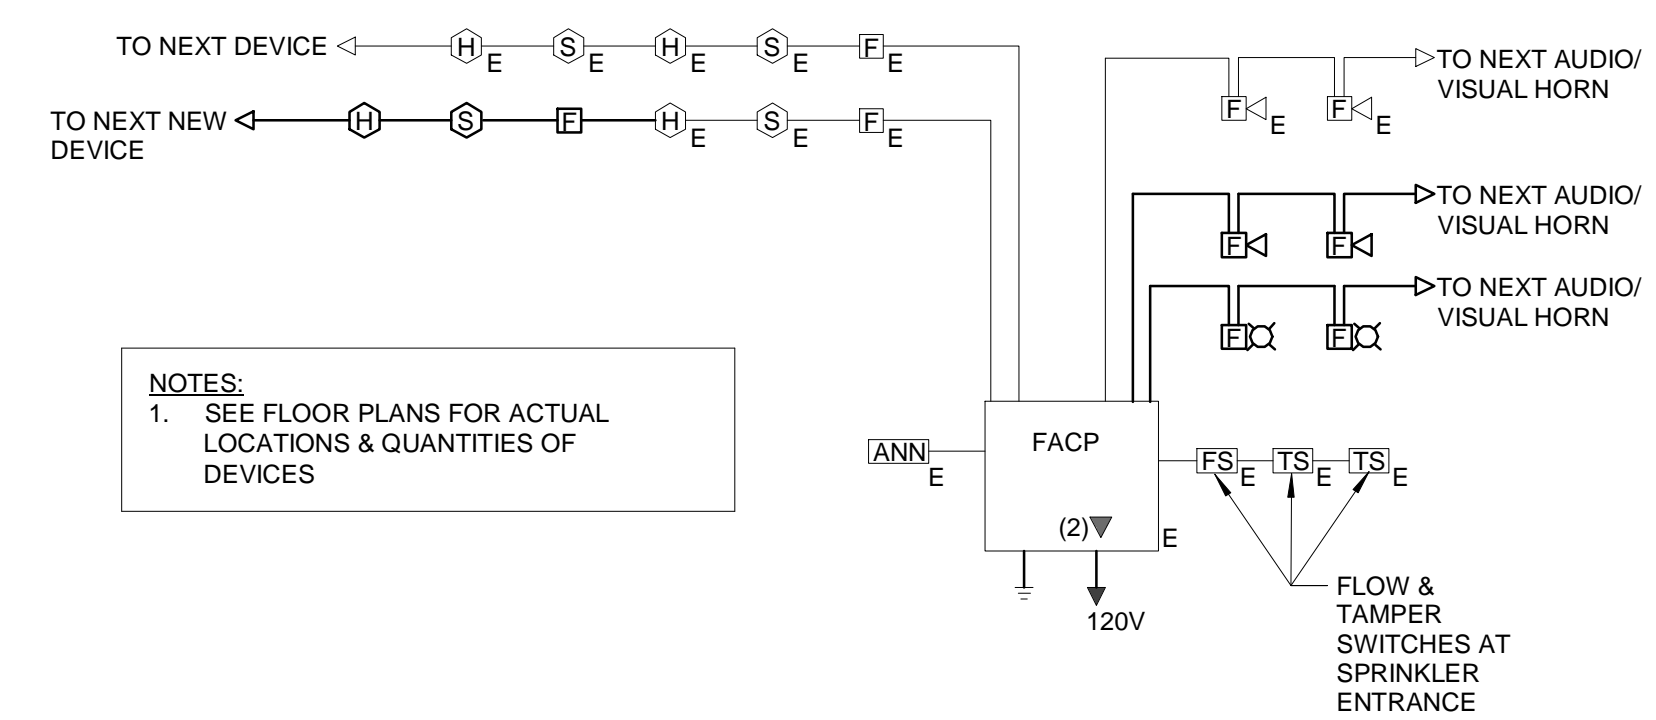 TO NEXT DEVICE
H E S E H E S E F E
TO NEXT NEW
DEVICE
H S F H E S E F E
TO NEXT AUDIO/
VISUAL HORN
F E F E
TO NEXT AUDIO/
VISUAL HORN
F F
TO NEXT AUDIO/
VISUAL HORN
F F
NOTES:
1. SEE FLOOR PLANS FOR ACTUAL
LOCATIONS & QUANTITIES OF
DEVICES
ANN E
FACP
(2)
E
120V
FS E TS E TS E
FLOW &
TAMPER
SWITCHES AT
SPRINKLER
ENTRANCE